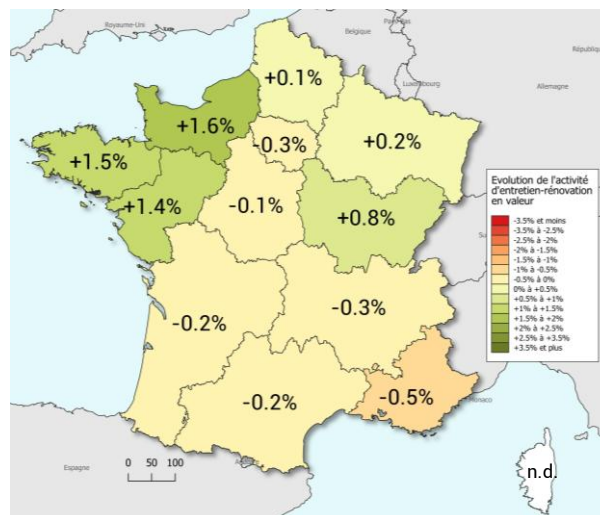 Royaume-Uni
Belgique
Pays-Bas
Luxembourg
Allemagne
+0.1%
+1.6%
-0.3%
+0.2%
+1.5%
+1.4%
-0.1%
+0.8%
-0.2%
-0.3%
-0.2%
-0.5%
Monaco
Espagne
0 50 100
n.d.
Evolution de l'activité
d'entretien-rénovation
en valeur
-3.5% et moins
-3.5% à -2.5%
-2.5% à -2%
-2% à -1.5%
-1.5% à -1%
-1% à -0.5%
-0.5% à 0%
0% à +0.5%
+0.5% à +1%
+1% à +1.5%
+1.5% à +2%
+2% à +2.5%
+2.5% à +3.5%
+3.5% et plus